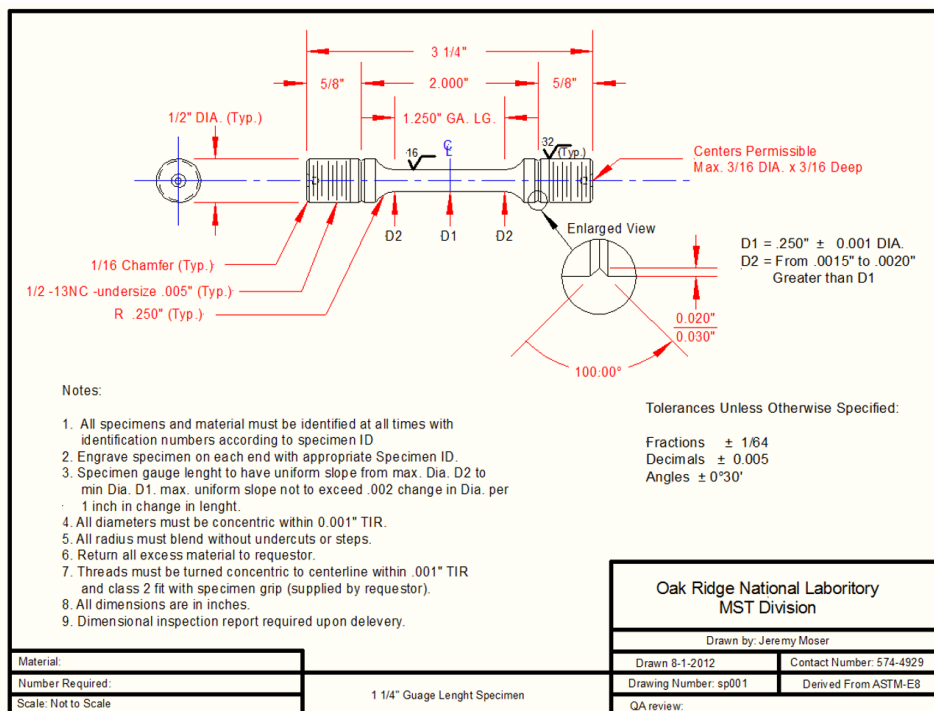 3 1/4"
5/8"
2.000"
5/8"
1.250" GA. LG.
1/2" DIA. (Typ.)
16
℄
32
(Typ.)
Centers Permissible
Max. 3/16 DIA. x 3/16 Deep
D2
D1
D2
Enlarged View
D1 = .250" ± 0.001 DIA.
D2 = From .0015" to .0020"
Greater than D1
1/16 Chamfer (Typ.)
1/2 -13NC -undersize .005" (Typ.)
R .250" (Typ.)
0.020"
0.030"
100:00°
Notes:
1. All specimens and material must be identified at all times with
identification numbers according to specimen ID
2. Engrave specimen on each end with appropriate Specimen ID.
3. Specimen gauge lenght to have uniform slope from max. Dia. D2 to
min Dia. D1. max. uniform slope not to exceed .002 change in Dia. per
1 inch in change in lenght.
4. All diameters must be concentric within 0.001" TIR.
5. All radius must blend without undercuts or steps.
6. Return all excess material to requestor.
7. Threads must be turned concentric to centerline within .001" TIR
and class 2 fit with specimen grip (supplied by requestor).
8. All dimensions are in inches.
9. Dimensional inspection report required upon delevery.
Tolerances Unless Otherwise Specified:
Fractions ± 1/64
Decimals ± 0.005
Angles ± 0°30'
Oak Ridge National Laboritory
MST Division
Drawn by: Jeremy Moser
Drawn 8-1-2012
Contact Number: 574-4929
Drawing Number: sp001
Derived From ASTM-E8
QA review:
Material:
Number Required:
Scale: Not to Scale
1 1/4" Guage Lenght Specimen